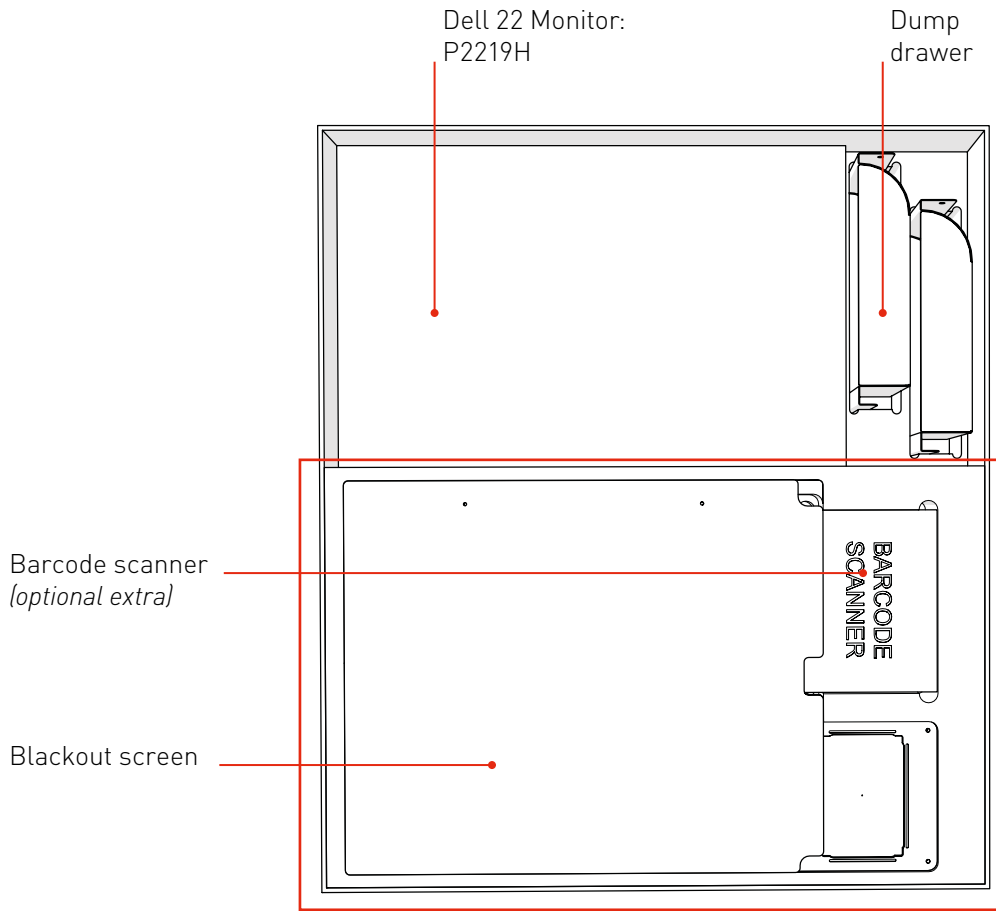 Dell 22 Monitor:
P2219H
Dump
drawer
Barcode scanner
(optional extra)
BARCODE
SCANNER
Blackout screen